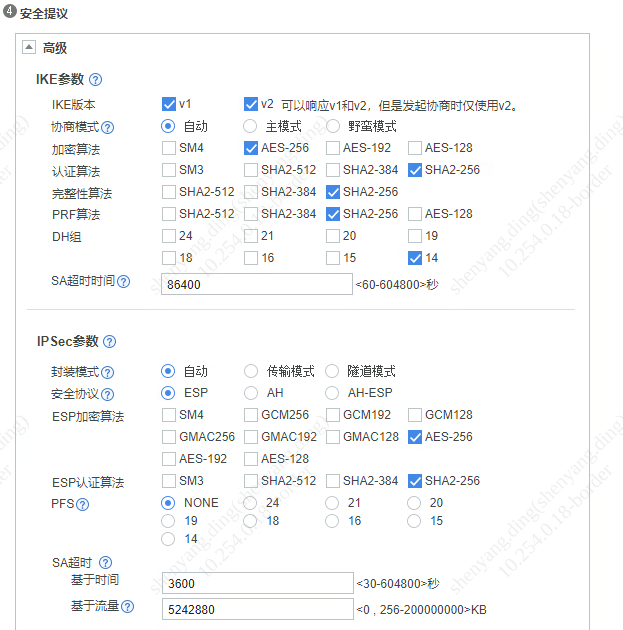 4 安全提议
高级
IKE参数 ?
IKE版本 v1 v2 可以响应v1和v2，但是发起协商时仅使用v2。
协商模式 ? 自动 主模式 野蛮模式
加密算法 SM4 AES-256 AES-192 AES-128
认证算法 SM3 SHA2-512 SHA2-384 SHA2-256
完整性算法 SHA2-512 SHA2-384 SHA2-256
PRF算法 SHA2-512 SHA2-384 SHA2-256 AES-128
DH组 24 21 20 19
18 16 15 14
SA超时时间 ? 86400 <60-604800>秒
IPSec参数 ?
封装模式 ? 自动 传输模式 隧道模式
安全协议 ? ESP AH AH-ESP
ESP加密算法 SM4 GCM256 GCM192 GCM128
GMAC256 GMAC192 GMAC128 AES-256
AES-192 AES-128
ESP认证算法 SM3 SHA2-512 SHA2-384 SHA2-256
PFS ? NONE 24 21 20
19 18 16 15
14
SA超时 ?
基于时间 3600 <30-604800>秒
基于流量 ? 5242880 <0 , 256-200000000>KB
shenyang.ding(shenyang.ding)
10.254.0.18-border